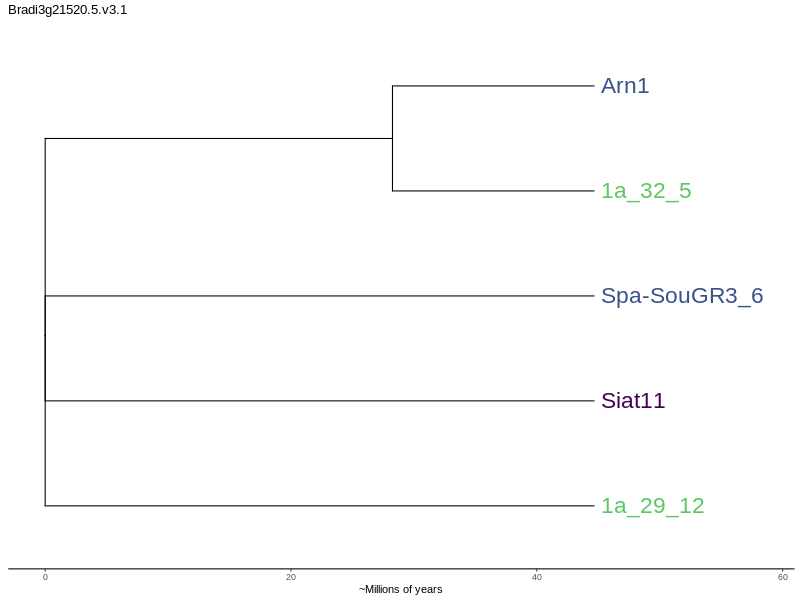 Bradi3g21520.5.v3.1
Arn1
1a_32_5
Spa-SouGR3_6
Siat11
1a_29_12
0 20 40 60
~Millions of years